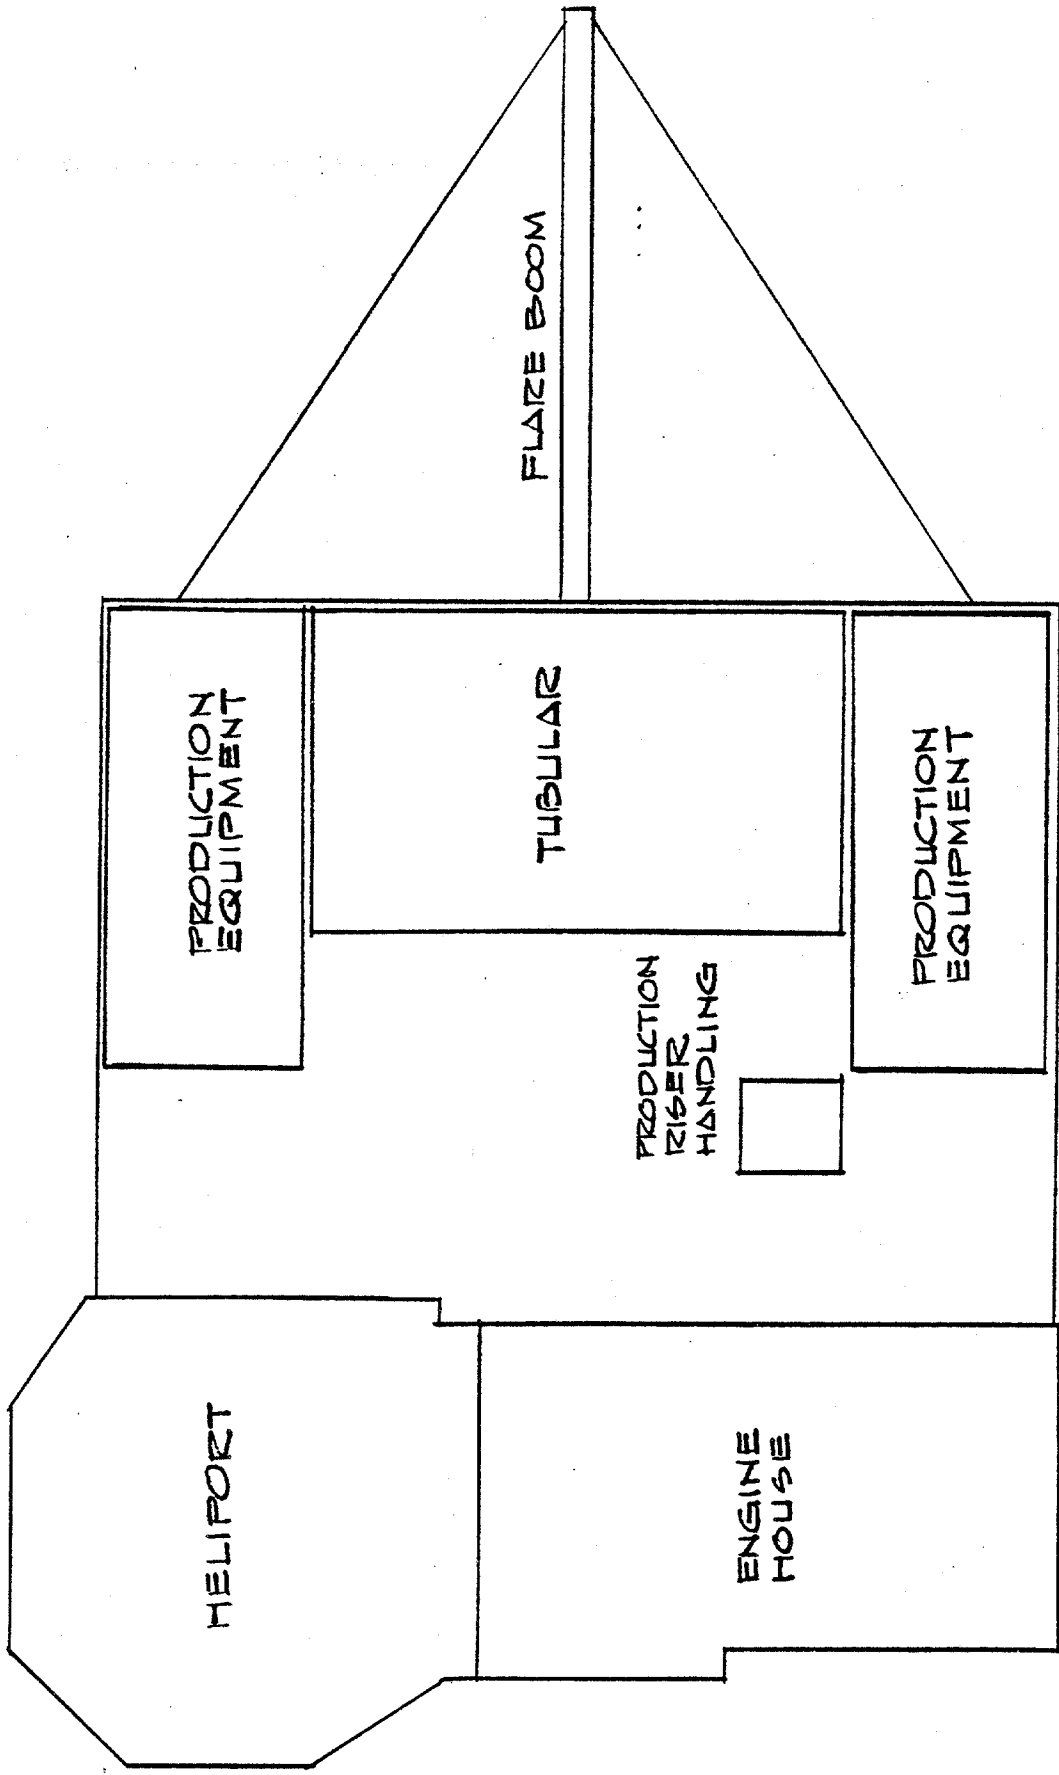 HELIPORT
PRODUCTION
EQUIPMENT
FLARE BOOM
TUBULAR
PRODUCTION
RISER
HANDLING
ENGINE
HOUSE
PRODUCTION
EQUIPMENT